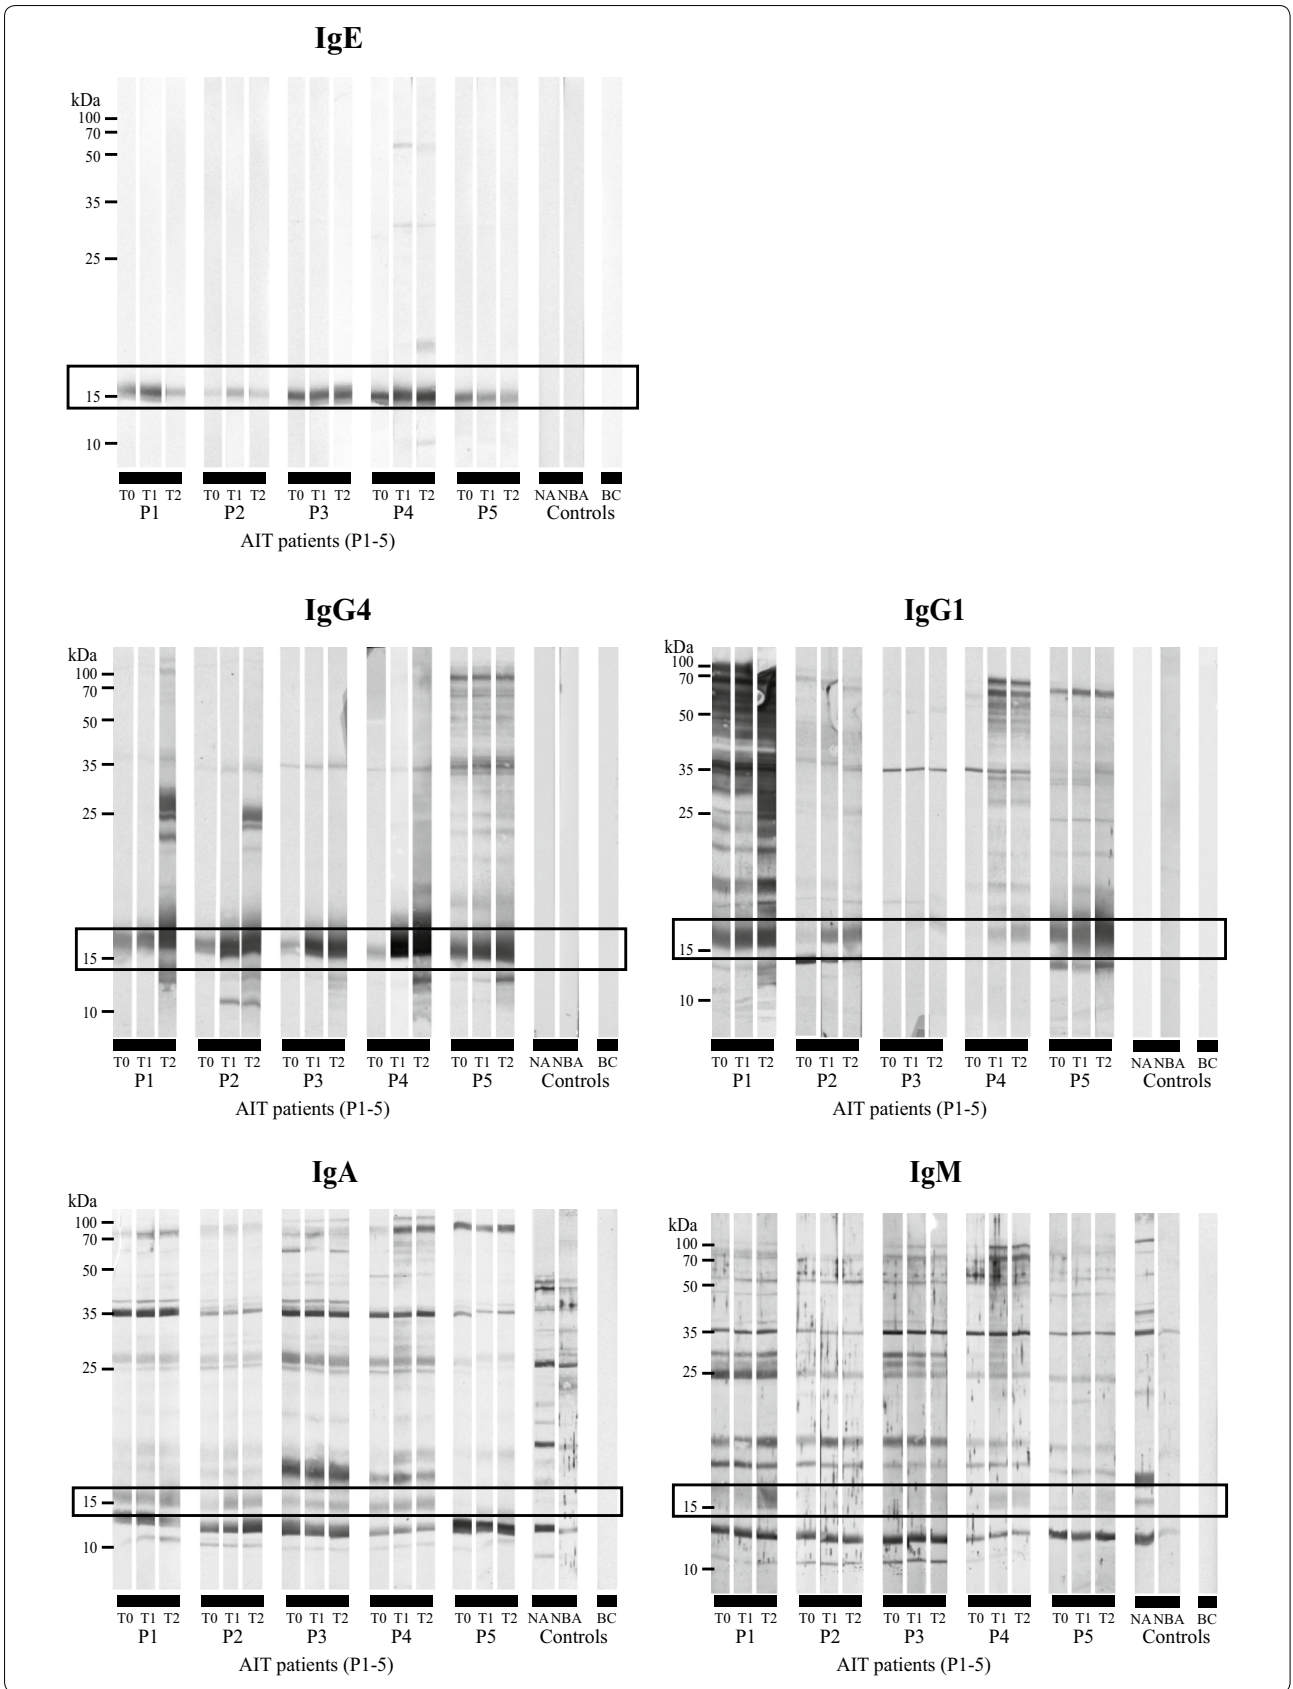 IgE
kDa
100
70
50
35
25
15
10
T0 T1 T2 T0 T1 T2 T0 T1 T2 T0 T1 T2 T0 T1 T2 NA NBA BC
P1 P2 P3 P4 P5 Controls
AIT patients (P1-5)
IgG4
kDa
100
70
50
35
25
15
10
T0 T1 T2 T0 T1 T2 T0 T1 T2 T0 T1 T2 T0 T1 T2 NA NBA BC
P1 P2 P3 P4 P5 Controls
AIT patients (P1-5)
IgG1
kDa
100
70
50
35
25
15
10
T0 T1 T2 T0 T1 T2 T0 T1 T2 T0 T1 T2 T0 T1 T2 NA NBA BC
P1 P2 P3 P4 P5 Controls
AIT patients (P1-5)
IgA
kDa
100
70
50
35
25
15
10
T0 T1 T2 T0 T1 T2 T0 T1 T2 T0 T1 T2 T0 T1 T2 NA NBA BC
P1 P2 P3 P4 P5 Controls
AIT patients (P1-5)
IgM
kDa
100
70
50
35
25
15
10
T0 T1 T2 T0 T1 T2 T0 T1 T2 T0 T1 T2 T0 T1 T2 NA NBA BC
P1 P2 P3 P4 P5 Controls
AIT patients (P1-5)